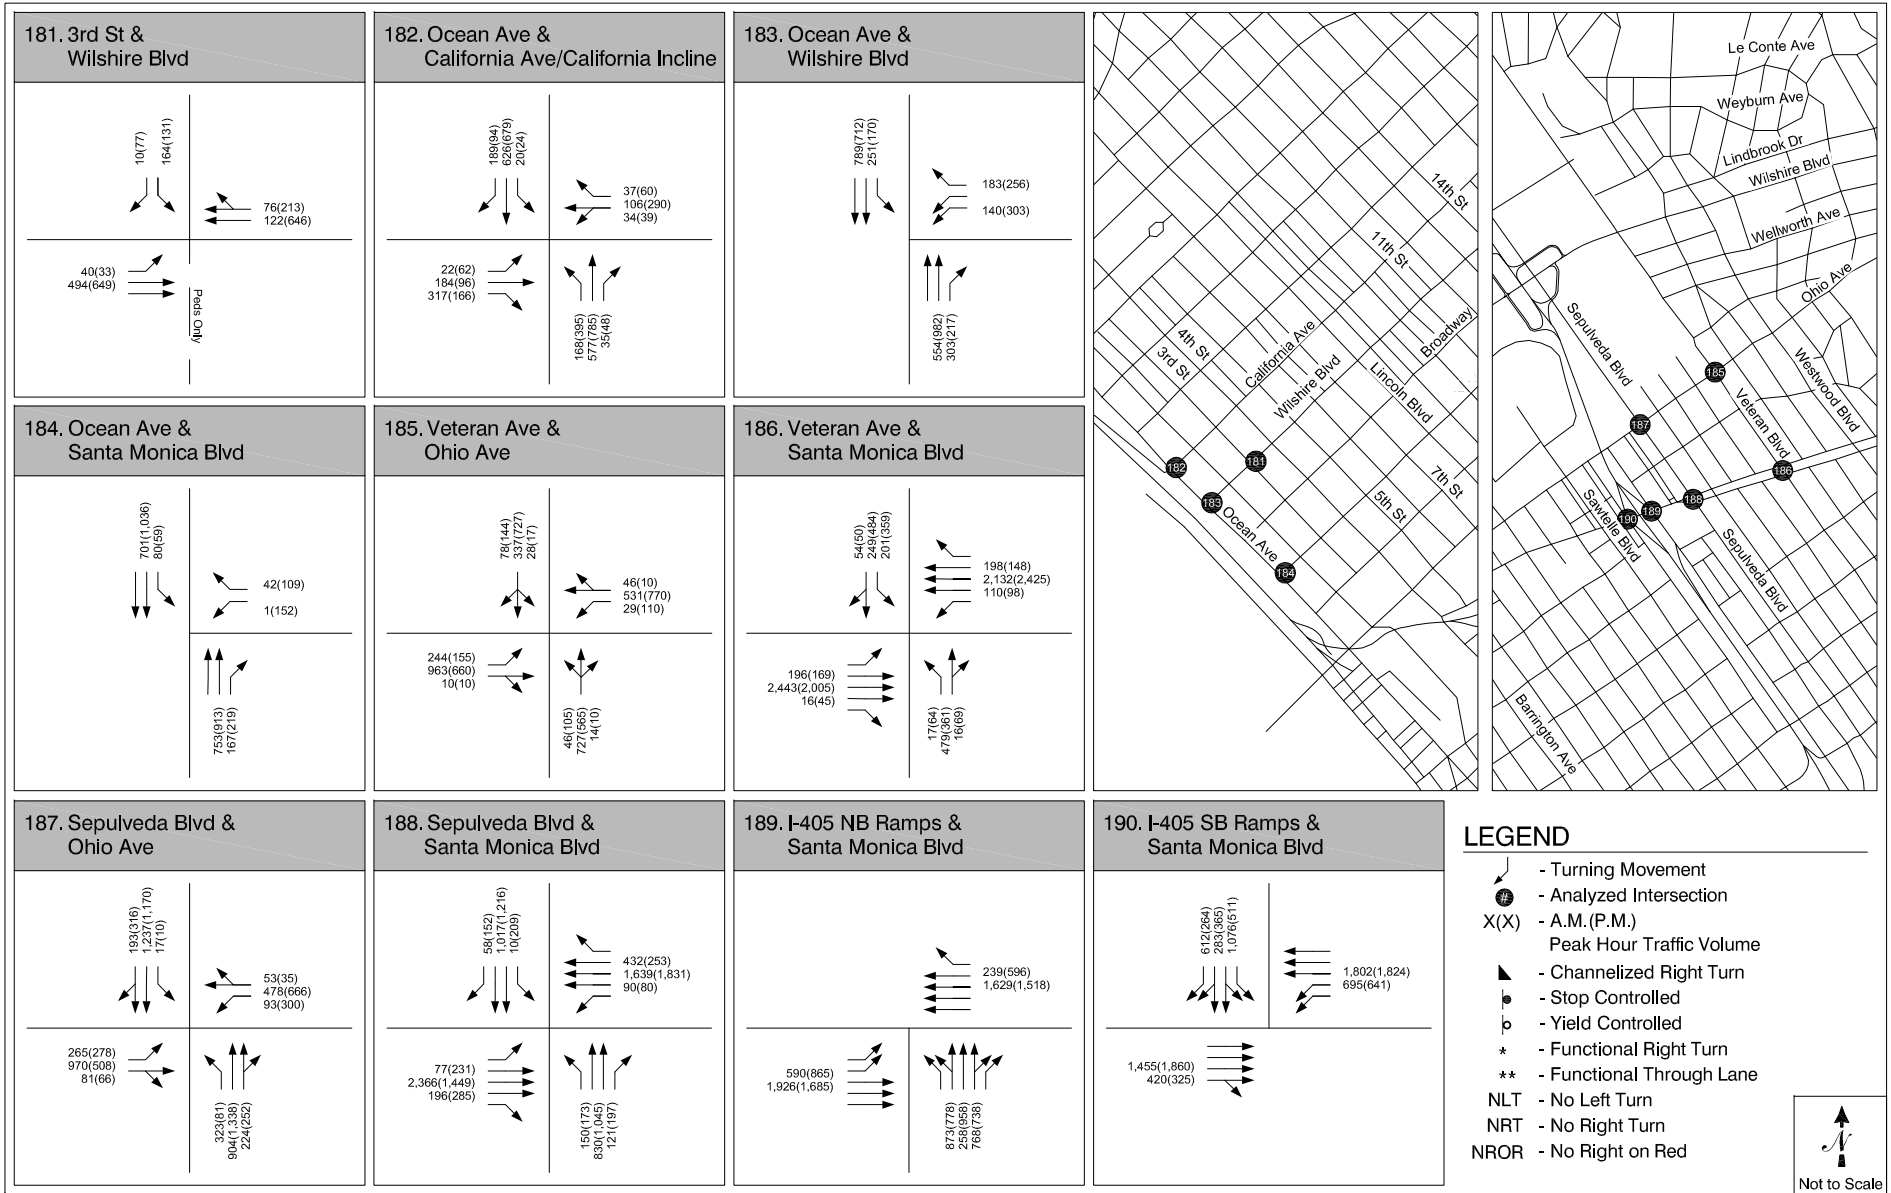 181. 3rd St &
Wilshire Blvd
10(77)
164(131)
76(213)
122(646)
40(33)
494(649)
Peds Only
182. Ocean Ave &
California Ave/California Incline
189(94)
626(679)
20(24)
37(60)
106(290)
34(39)
22(62)
184(96)
317(166)
168(395)
577(785)
35(48)
183. Ocean Ave &
Wilshire Blvd
789(712)
251(170)
183(256)
140(303)
554(982)
303(217)
184. Ocean Ave &
Santa Monica Blvd
701(1,036)
80(59)
42(109)
1(152)
753(913)
167(219)
185. Veteran Ave &
Ohio Ave
78(144)
337(727)
28(17)
46(10)
531(770)
29(110)
244(155)
963(660)
10(10)
46(105)
727(565)
14(10)
186. Veteran Ave &
Santa Monica Blvd
54(50)
249(484)
201(359)
198(148)
2,132(2,425)
110(98)
196(169)
2,443(2,005)
16(45)
17(64)
479(361)
16(69)
187. Sepulveda Blvd &
Ohio Ave
193(316)
1,237(1,170)
17(10)
53(35)
478(666)
93(300)
265(278)
970(508)
81(66)
323(81)
904(1,338)
224(252)
188. Sepulveda Blvd &
Santa Monica Blvd
58(152)
1,017(1,216)
10(209)
432(253)
1,639(1,831)
90(80)
77(231)
2,366(1,449)
196(285)
150(173)
830(1,045)
121(197)
189. I-405 NB Ramps &
Santa Monica Blvd
239(596)
1,629(1,518)
590(865)
1,926(1,685)
873(778)
258(958)
768(738)
190. I-405 SB Ramps &
Santa Monica Blvd
612(264)
283(365)
1,076(511)
1,802(1,824)
695(641)
1,455(1,860)
420(325)
14th St
11th St
Broadway
4th St
3rd St
California Ave
Wilshire Blvd
Lincoln Blvd
7th St
5th St
Ocean Ave
181
182
183
184
Le Conte Ave
Weyburn Ave
Lindbrook Dr
Wilshire Blvd
Wellworth Ave
Ohio Ave
Sepulveda Blvd
Westwood Blvd
Veteran Blvd
Sawtelle Blvd
Sepulveda Blvd
Barrington Ave
185
187
186
188
189
190
LEGEND
- Turning Movement
# - Analyzed Intersection
X(X) - A.M.(P.M.)
Peak Hour Traffic Volume
- Channelized Right Turn
- Stop Controlled
- Yield Controlled
* - Functional Right Turn
** - Functional Through Lane
NLT - No Left Turn
NRT - No Right Turn
NROR - No Right on Red
N
Not to Scale